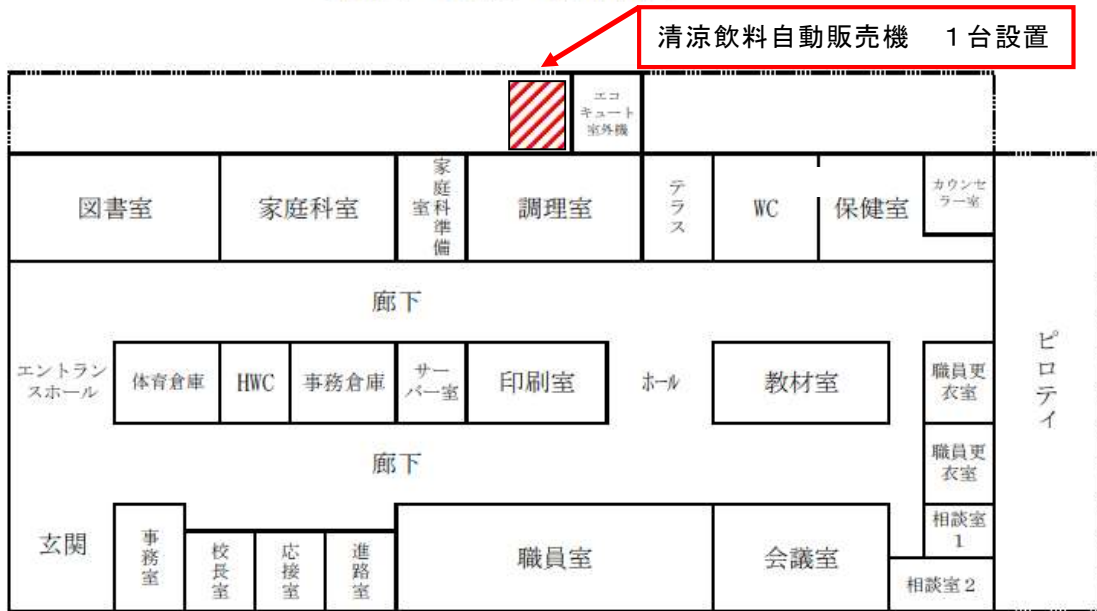 清涼飲料自動販売機 1台設置
エコ
キュート
室外機
図書室
家庭科室
家庭科準備
室
調理室
テラス
WC
保健室
カウンセ
ラー室
廊下
エントラン
スホール
体育倉庫
HWC
事務倉庫
サー
バー室
印刷室
ホール
教材室
職員更
衣室
ピロティ
廊下
職員更
衣室
玄関
事務室
校長室
応接室
進路室
職員室
会議室
相談室
1
相談室2